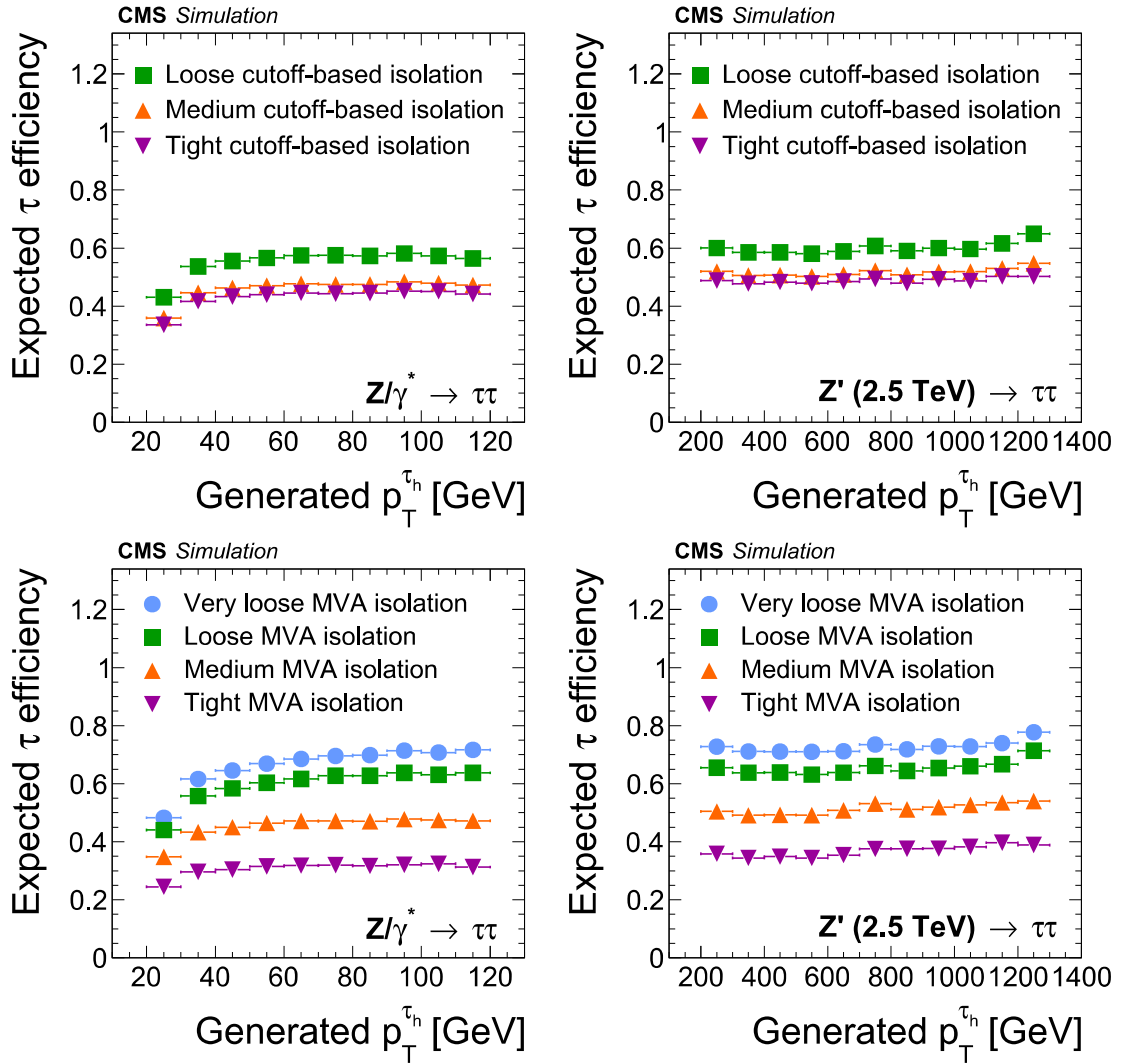 CMS Simulation
Expected τ efficiency
1.2
1
0.8
0.6
0.4
0.2
0
Loose cutoff-based isolation
Medium cutoff-based isolation
Tight cutoff-based isolation
Z/γ* → ττ
20 40 60 80 100 120
Generated p_T^{τ_h} [GeV]
CMS Simulation
Expected τ efficiency
1.2
1
0.8
0.6
0.4
0.2
0
Loose cutoff-based isolation
Medium cutoff-based isolation
Tight cutoff-based isolation
Z' (2.5 TeV) → ττ
200 400 600 800 1000 1200 1400
Generated p_T^{τ_h} [GeV]
CMS Simulation
Expected τ efficiency
1.2
1
0.8
0.6
0.4
0.2
0
Very loose MVA isolation
Loose MVA isolation
Medium MVA isolation
Tight MVA isolation
Z/γ* → ττ
20 40 60 80 100 120
Generated p_T^{τ_h} [GeV]
CMS Simulation
Expected τ efficiency
1.2
1
0.8
0.6
0.4
0.2
0
Very loose MVA isolation
Loose MVA isolation
Medium MVA isolation
Tight MVA isolation
Z' (2.5 TeV) → ττ
200 400 600 800 1000 1200 1400
Generated p_T^{τ_h} [GeV]